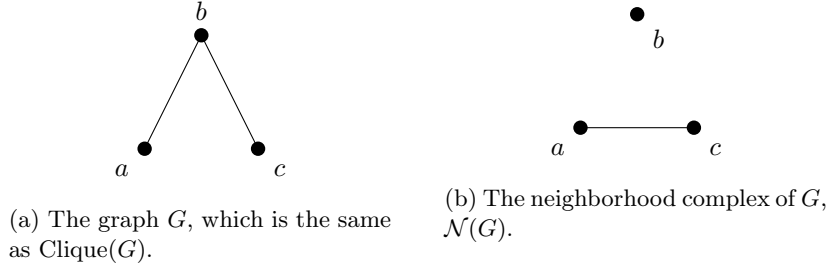 b
a
c
(a) The graph G, which is the same
as Clique(G).
b
a
c
(b) The neighborhood complex of G,
𝒩(G).